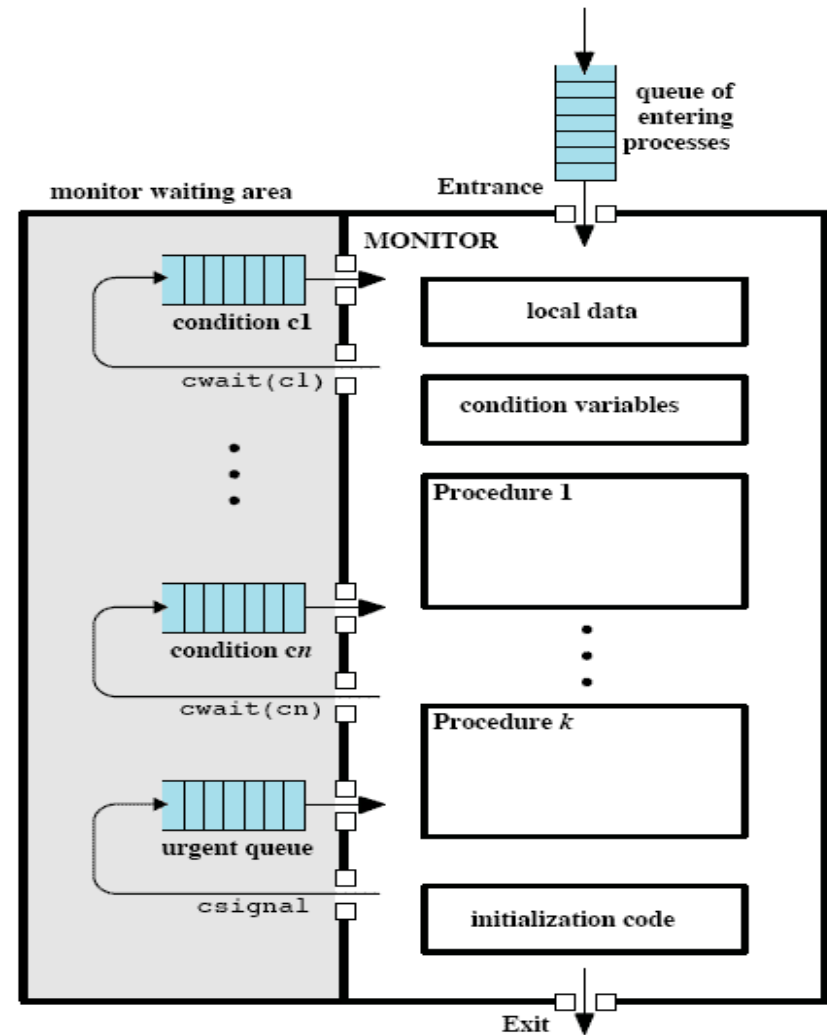 queue of
entering
processes
monitor waiting area
Entrance
MONITOR
condition c1
local data
cwait(c1)
condition variables
Procedure 1
condition cn
cwait(cn)
Procedure k
urgent queue
csignal
initialization code
Exit